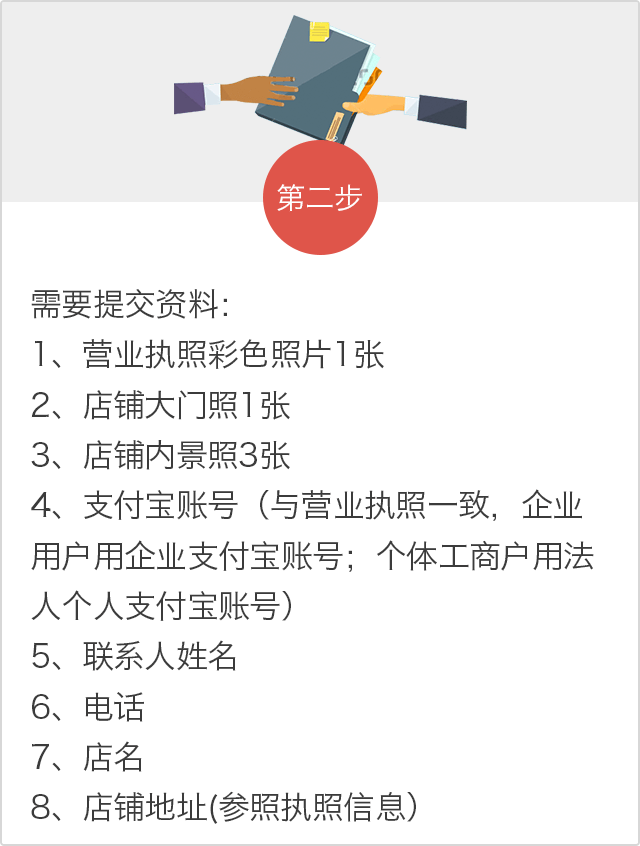 第二步
需要提交资料：
1、营业执照彩色照片1张
2、店铺大门照1张
3、店铺内景照3张
4、支付宝账号（与营业执照一致，企业
用户用企业支付宝账号；个体工商户用法
人个人支付宝账号）
5、联系人姓名
6、电话
7、店名
8、店铺地址(参照执照信息）